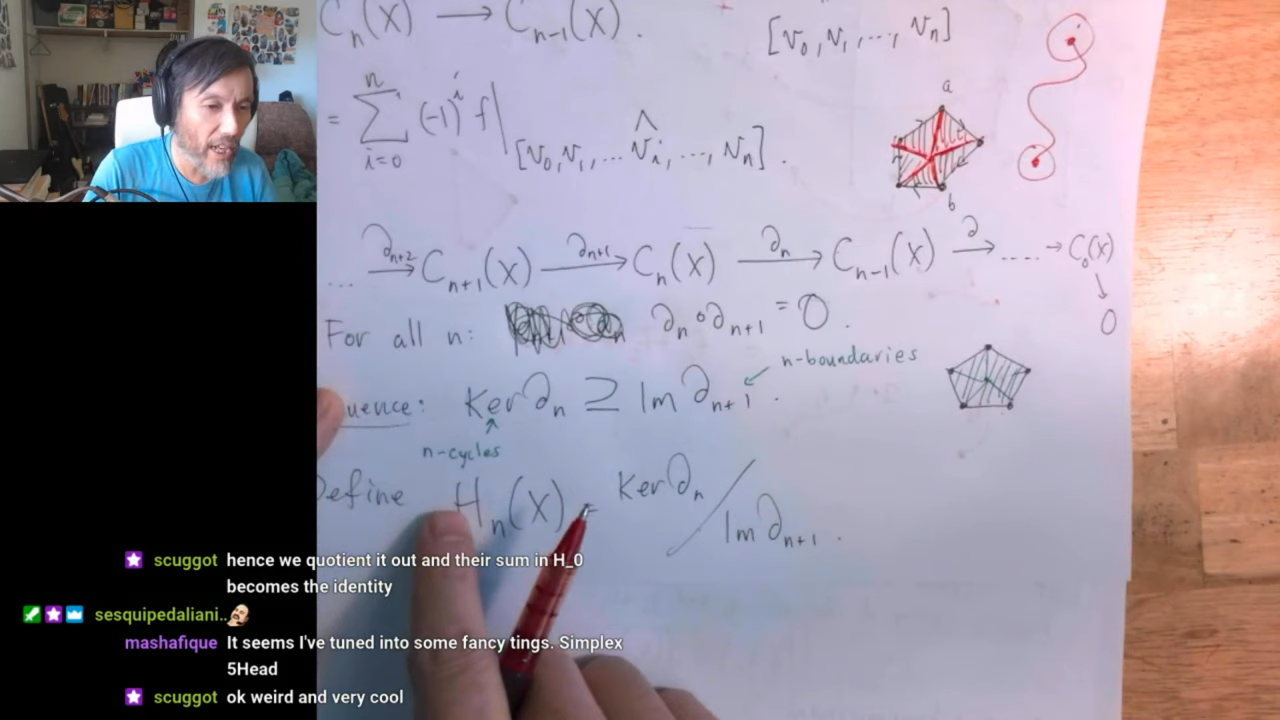 C_n(X) ⟶ C_{n-1}(X).
[v_0, v_1, ..., v_n]
= ∑_{i=0}^{n} (-1)^i f|_{[v_0, v_1, ... v̂_i, ..., v_n]}.
a
b
... ∂_{n+2} ⟶ C_{n+1}(X) ∂_{n+1} ⟶ C_n(X) ∂_n ⟶ C_{n-1}(X) ∂ ⟶ .... → C_0(X)
↓
0
For all n: ∂_n ∘ ∂_{n+1} = 0.
n-boundaries
uence: Ker ∂_n ⊇ Im ∂_{n+1}.
n-cycles
Define H_n(X) = Ker ∂_n / Im ∂_{n+1}.
scuggot hence we quotient it out and their sum in H_0
becomes the identity
sesquipedaliani..
mashafique It seems I've tuned into some fancy tings. Simplex
5Head
scuggot ok weird and very cool